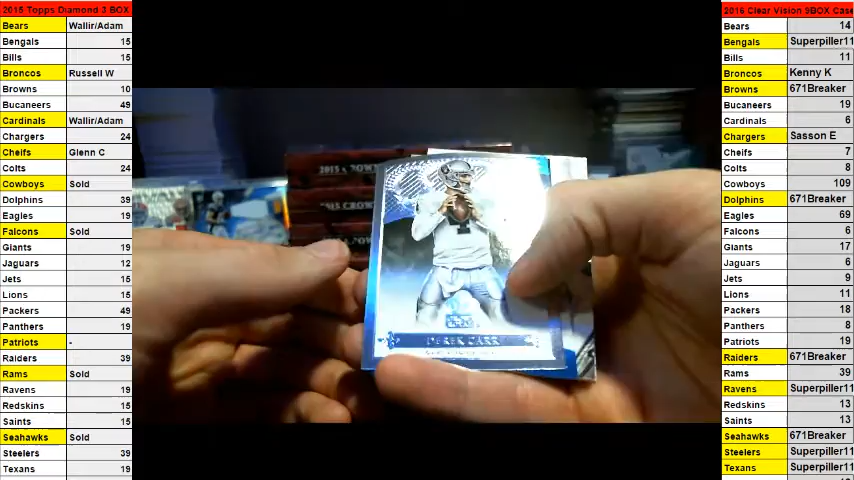 2015 Topps Diamond 3 BOX
Bears Wallir/Adam
Bengals 15
Bills 15
Broncos Russell W
Browns 10
Bucaneers 49
Cardinals Wallir/Adam
Chargers 24
Cheifs Glenn C
Colts 24
Cowboys Sold
Dolphins 39
Eagles 19
Falcons Sold
Giants 19
Jaguars 12
Jets 15
Lions 15
Packers 49
Panthers 19
Patriots -
Raiders 39
Rams Sold
Ravens 19
Redskins 15
Saints 15
Seahawks Sold
Steelers 39
Texans 19
2015 CROW
2015 CROW
DEREK CARR
2016 Clear Vision 9BOX Case
Bears 14
Bengals Superpiller11
Bills 11
Broncos Kenny K
Browns 671Breaker
Bucaneers 19
Cardinals 6
Chargers Sasson E
Cheifs 7
Colts 8
Cowboys 109
Dolphins 671Breaker
Eagles 69
Falcons 6
Giants 17
Jaguars 6
Jets 9
Lions 11
Packers 18
Panthers 8
Patriots 19
Raiders 671Breaker
Rams 39
Ravens Superpiller11
Redskins 13
Saints 13
Seahawks 671Breaker
Steelers Superpiller11
Texans Superpiller11